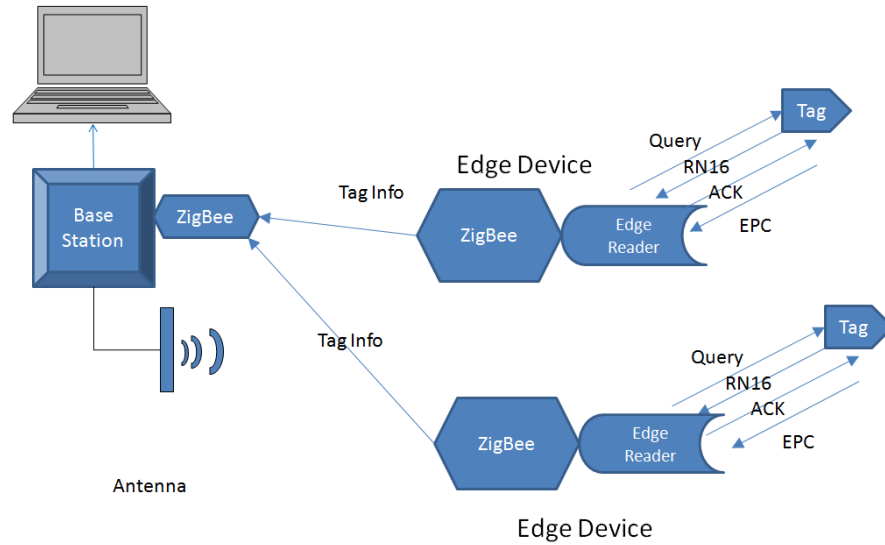 Tag
Query
RN16
ACK
EPC
Edge Device
Tag Info
Base
Station
ZigBee
ZigBee
Edge
Reader
Tag Info
Tag
Query
RN16
ACK
EPC
ZigBee
Edge
Reader
Antenna
Edge Device